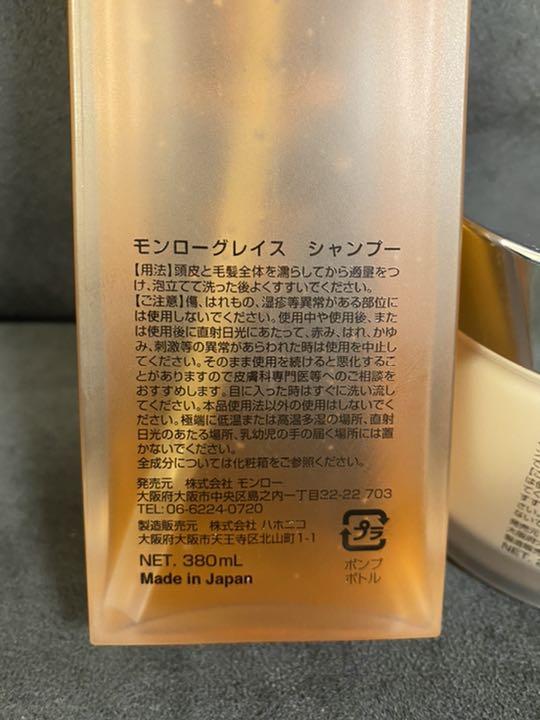 モンローグレイス　シャンプー
【用法】頭皮と毛髪全体を濡らしてから適量をつ
け、泡立てて洗った後よくすすいでください。
【ご注意】傷、はれもの、湿疹等異常がある部位に
は使用しないでください。使用中や使用後、また
は使用後に直射日光にあたって、赤み、はれ、かゆ
み、刺激等の異常があらわれた時は使用を中止し
てください。そのまま使用を続けると悪化するこ
とがありますので皮膚科専門医等へのご相談を
おすすめします。目に入った時はすぐに洗い流し
てください。本品使用法以外の使用はしないでく
ださい。極端に低温または高温多湿の場所、直射
日光のあたる場所、乳幼児の手の届く場所には置
かないでください。
全成分については化粧箱をご参照ください。
発売元　株式会社 モンロー
大阪府大阪市中央区島之内一丁目22-22 703
TEL: 06-6224-0720
製造販売元　株式会社 ハホニコ
大阪府大阪市天王寺区北山町1-1
NET. 380mL
Made in Japan
プラ
ポンプ
ボトル